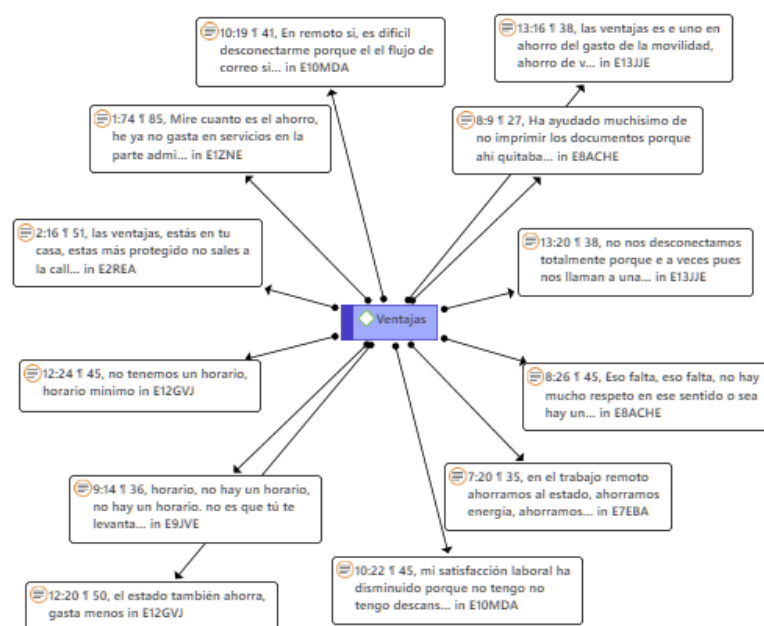 10:19 ¶ 41, En remoto si, es dificil
desconectarme porque el el flujo de
correo si... in E10MDA
13:16 ¶ 38, las ventajas es e uno en
ahorro del gasto de la movilidad,
ahorro de v... in E13JJE
1:74 ¶ 85, Mire cuanto es el ahorro,
he ya no gasta en servicios en la
parte admi... in E1ZNE
8:9 ¶ 27, Ha ayudado muchísimo de
no imprimir los documentos porque
ahí quitaba... in E8ACHE
2:16 ¶ 51, las ventajas, estás en tu
casa, estas más protegido no sales a
la call... in E2REA
13:20 ¶ 38, no nos desconectamos
totalmente porque e a veces pues
nos llaman a una... in E13JJE
Ventajas
12:24 ¶ 45, no tenemos un horario,
horario mínimo in E12GVJ
8:26 ¶ 45, Eso falta, eso falta, no hay
mucho respeto en ese sentido o sea
hay un... in E8ACHE
9:14 ¶ 36, horario, no hay un horario,
no hay un horario. no es que tú te
levanta... in E9JVE
7:20 ¶ 35, en el trabajo remoto
ahorramos al estado, ahorramos
energía, ahorramos... in E7EBA
12:20 ¶ 50, el estado también ahorra,
gasta menos in E12GVJ
10:22 ¶ 45, mi satisfacción laboral ha
disminuido porque no tengo no
tengo descans... in E10MDA